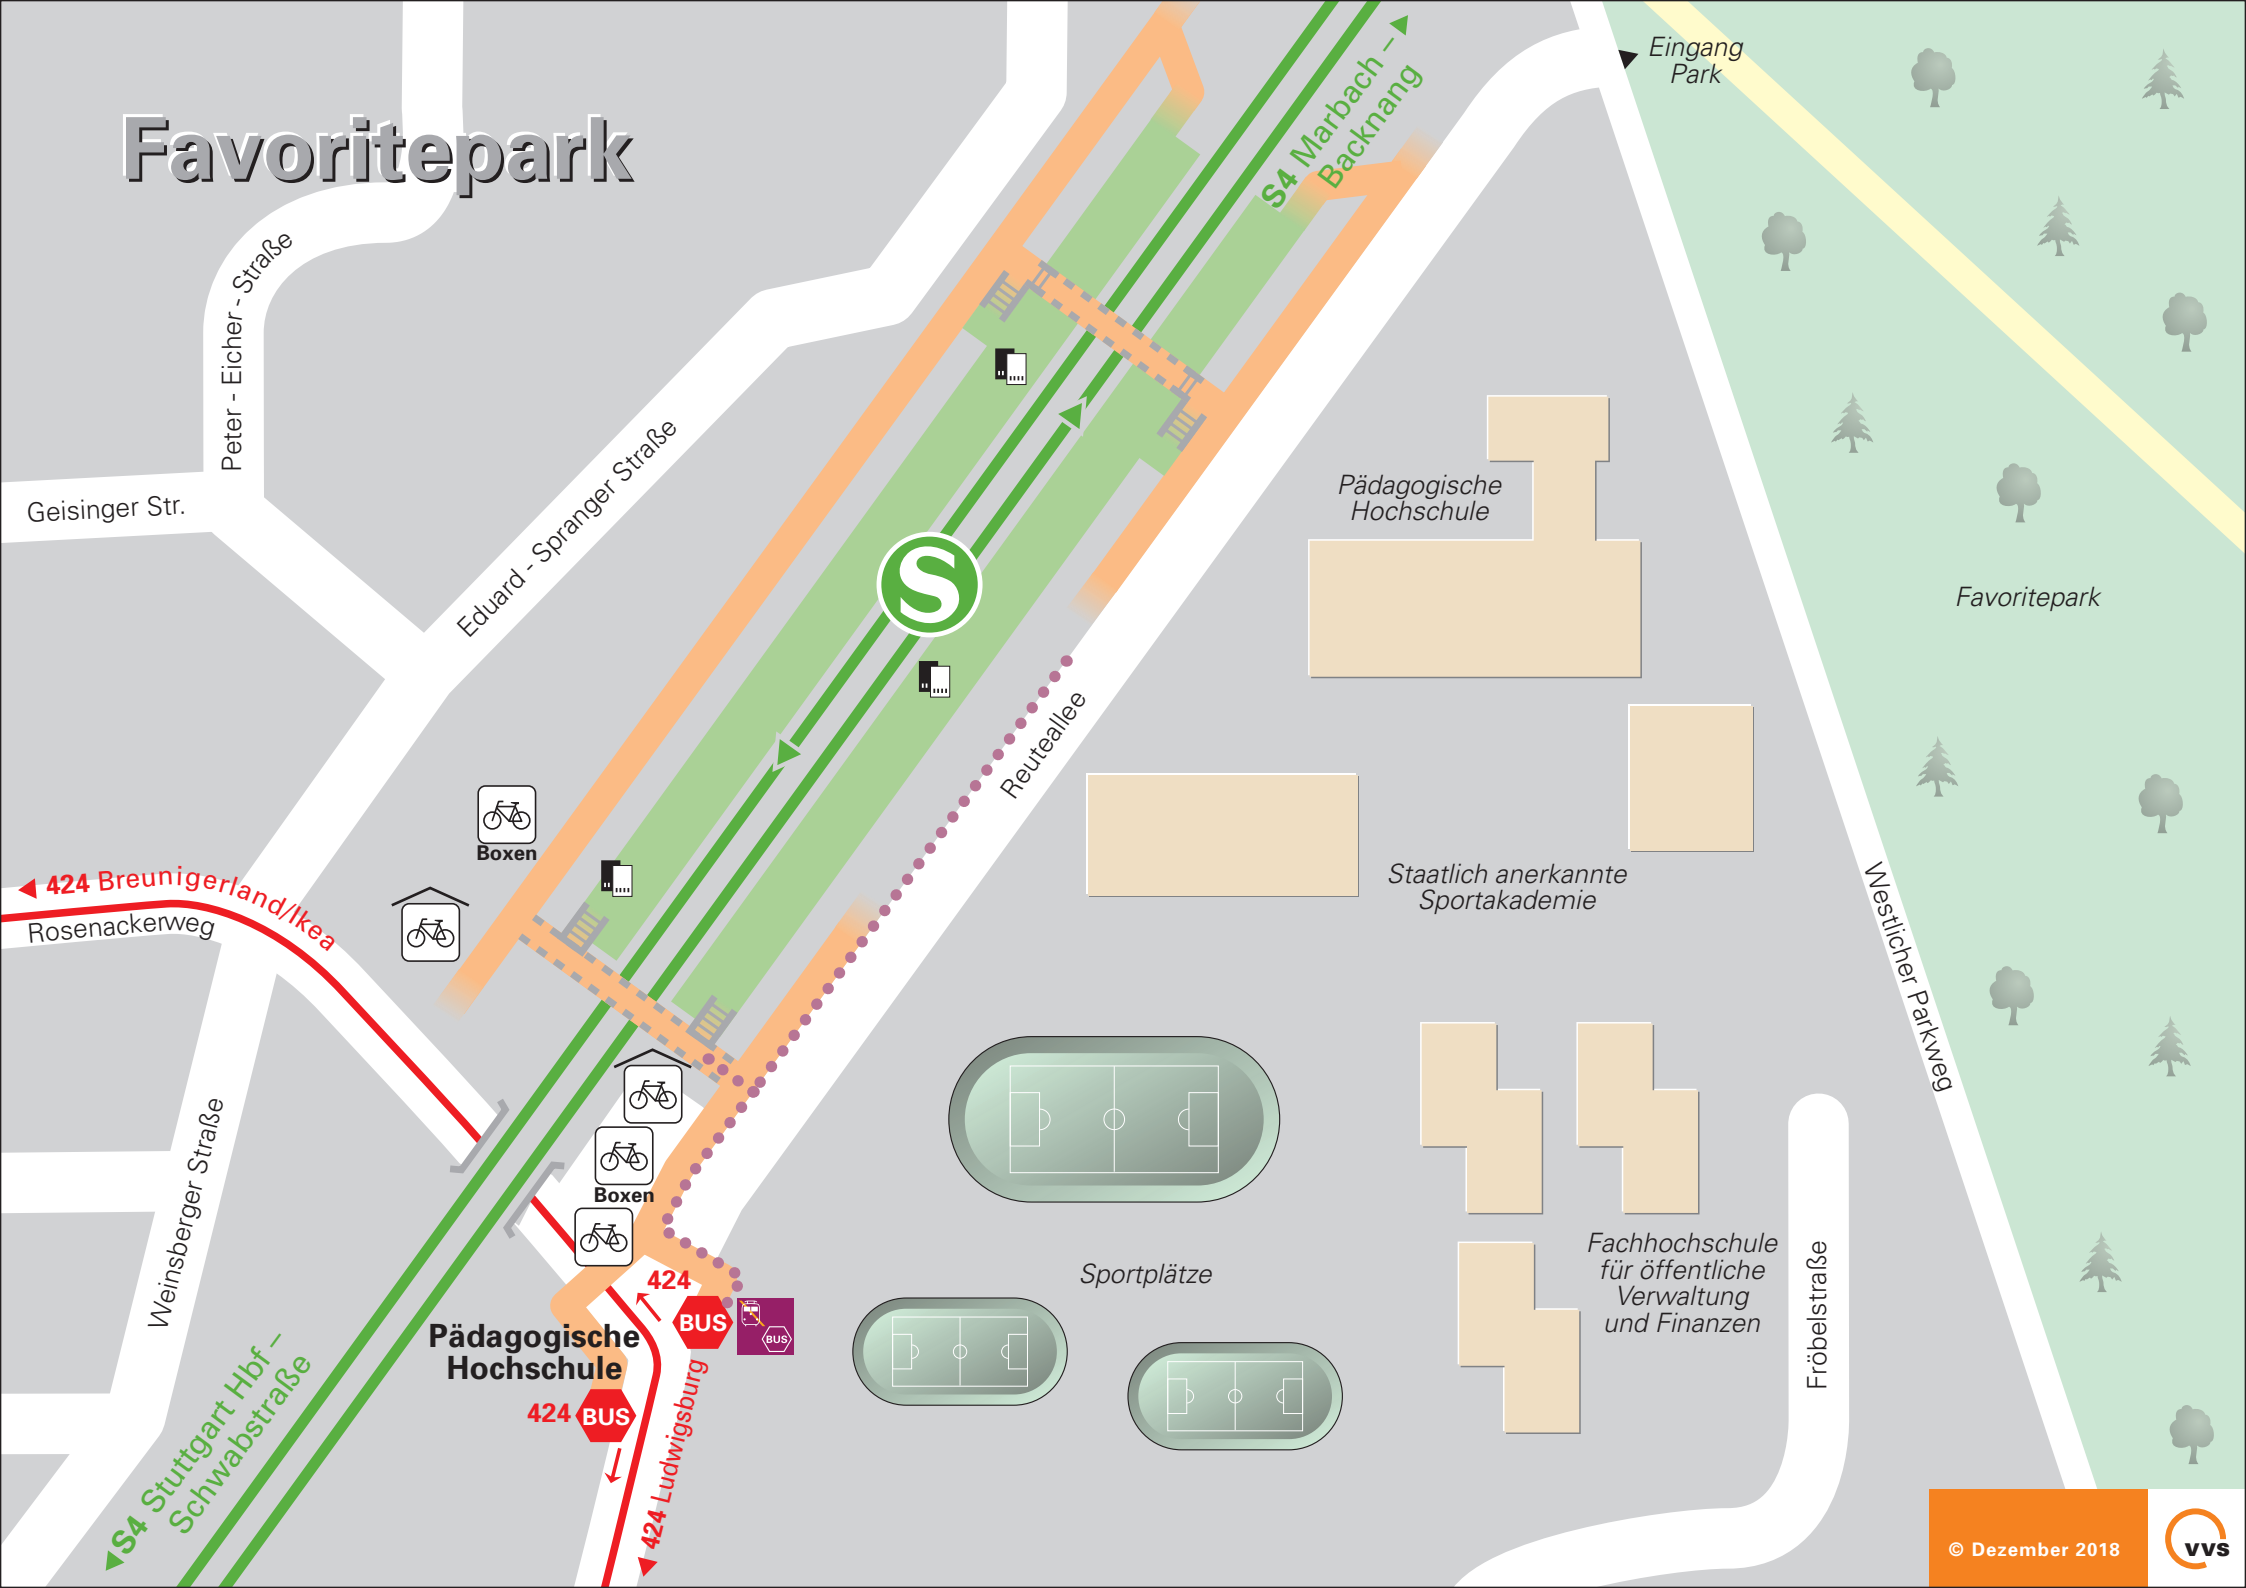 Favoritepark
Eingang
Park
S4 Marbach –
Backnang
Peter - Eicher - Straße
Geisinger Str.
Eduard - Spranger Straße
Pädagogische
Hochschule
Favoritepark
S
Reuteallee
Boxen
424 Breunigerland/Ikea
Rosenackerweg
Staatlich anerkannte
Sportakademie
Westlicher Parkweg
Weinsberger Straße
Boxen
Sportplätze
Fachhochschule
für öffentliche
Verwaltung
und Finanzen
Fröbelstraße
424
BUS
BUS
Pädagogische
Hochschule
424 BUS
424 Ludwigsburg
S4 Stuttgart Hbf –
Schwabstraße
© Dezember 2018
vvs